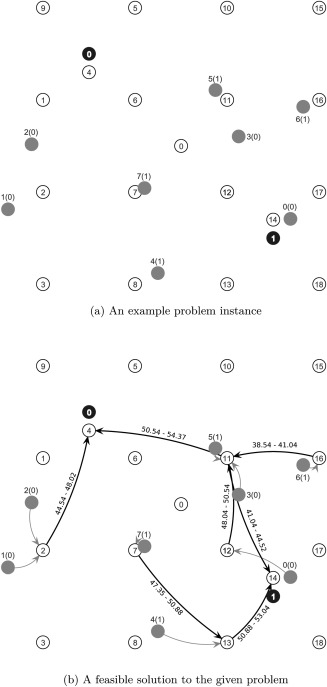 9 5 10 15
0
4
5(1)
1 6 11 6(1)
2(0) 3(0)
0
7(1)
1(0) 2 7 12 17
0(0)
14
1
4(1)
3 8 13 18
(a) An example problem instance
9 5 10 15
0
4 50.54 - 54.37
5(1) 38.54 - 41.04
1 6 11 16
6(1)
2(0) 44.54 - 48.02 3(0)
0 48.04 - 50.54 41.04 - 44.52
7(1)
1(0) 2 7 12 17
0(0)
14
47.35 - 50.88 1
4(1) 50.88 - 53.04
3 8 13 18
(b) A feasible solution to the given problem